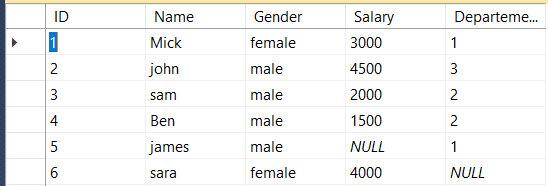 ID Name Gender Salary Departeme...
1 Mick female 3000 1
2 john male 4500 3
3 sam male 2000 2
4 Ben male 1500 2
5 james male NULL 1
6 sara female 4000 NULL